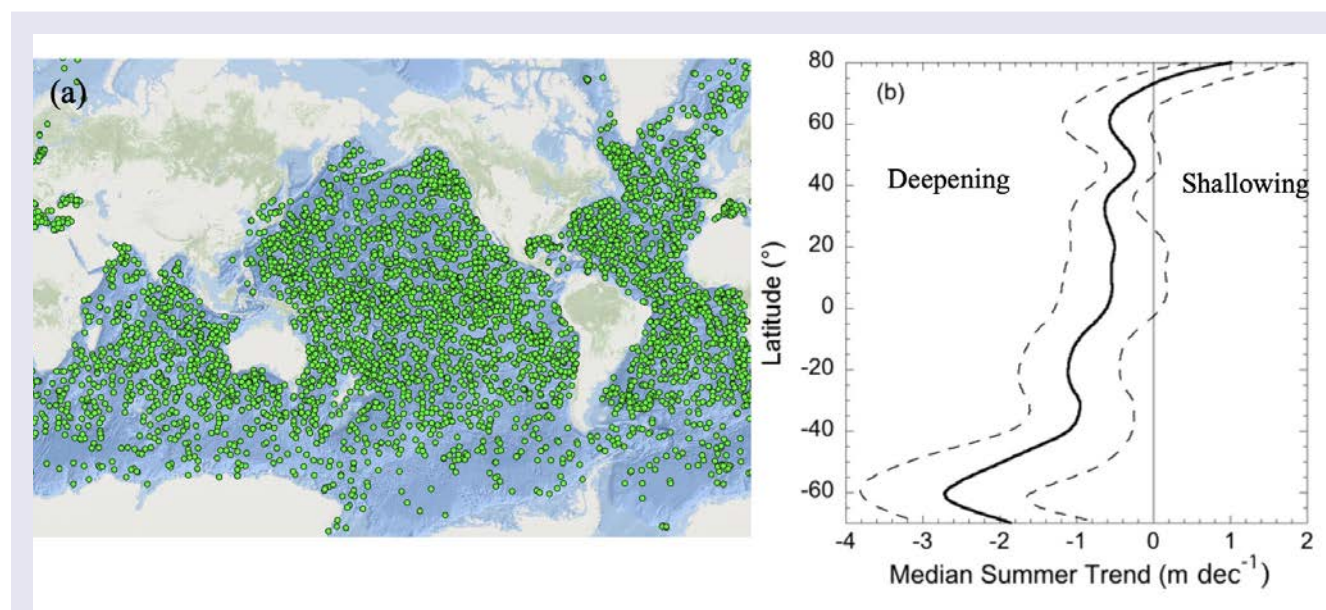 (a)
(b)
Deepening
Shallowing
Latitude (°)
80
60
40
20
0
-20
-40
-60
-4
-3
-2
-1
0
1
2
Median Summer Trend (m dec⁻¹)